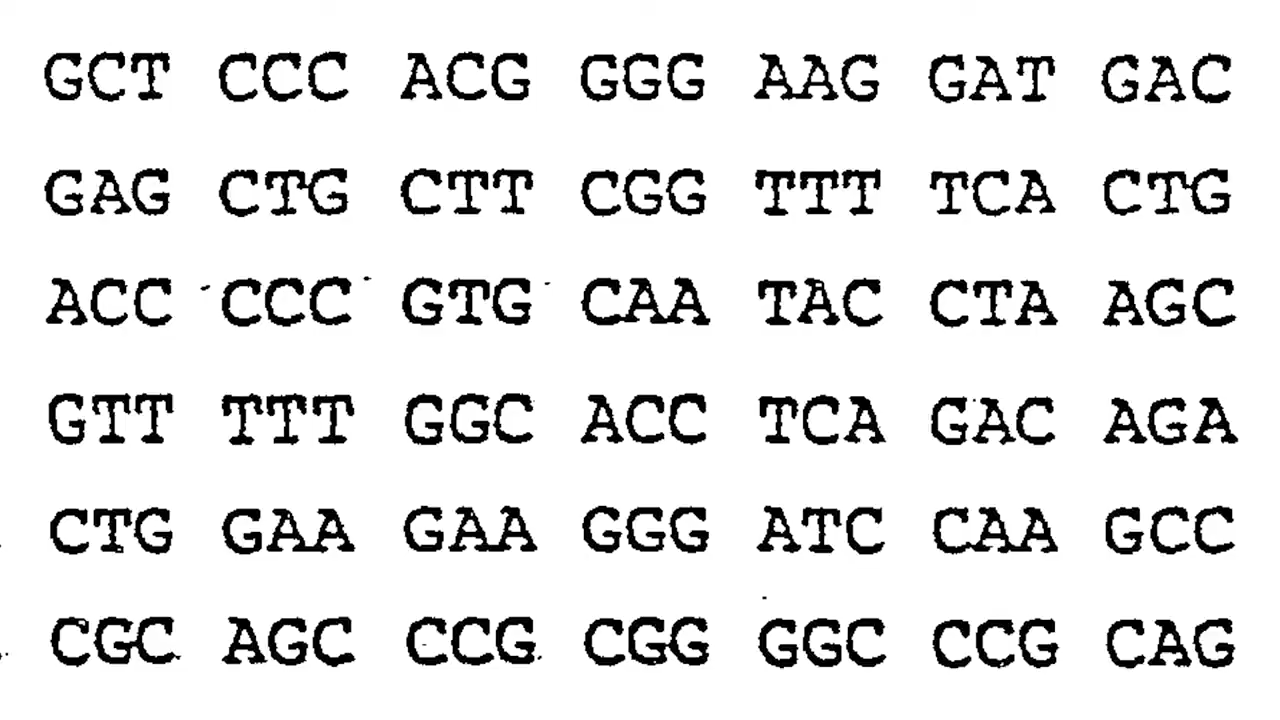 GCT CCC ACG GGG AAG GAT GAC
GAG CTG CTT CGG TTT TCA CTG
ACC CCC GTG CAA TAC CTA AGC
GTT TTT GGC ACC TCA GAC AGA
CTG GAA GAA GGG ATC CAA GCC
CGC AGC CCG CGG GGC CCG CAG